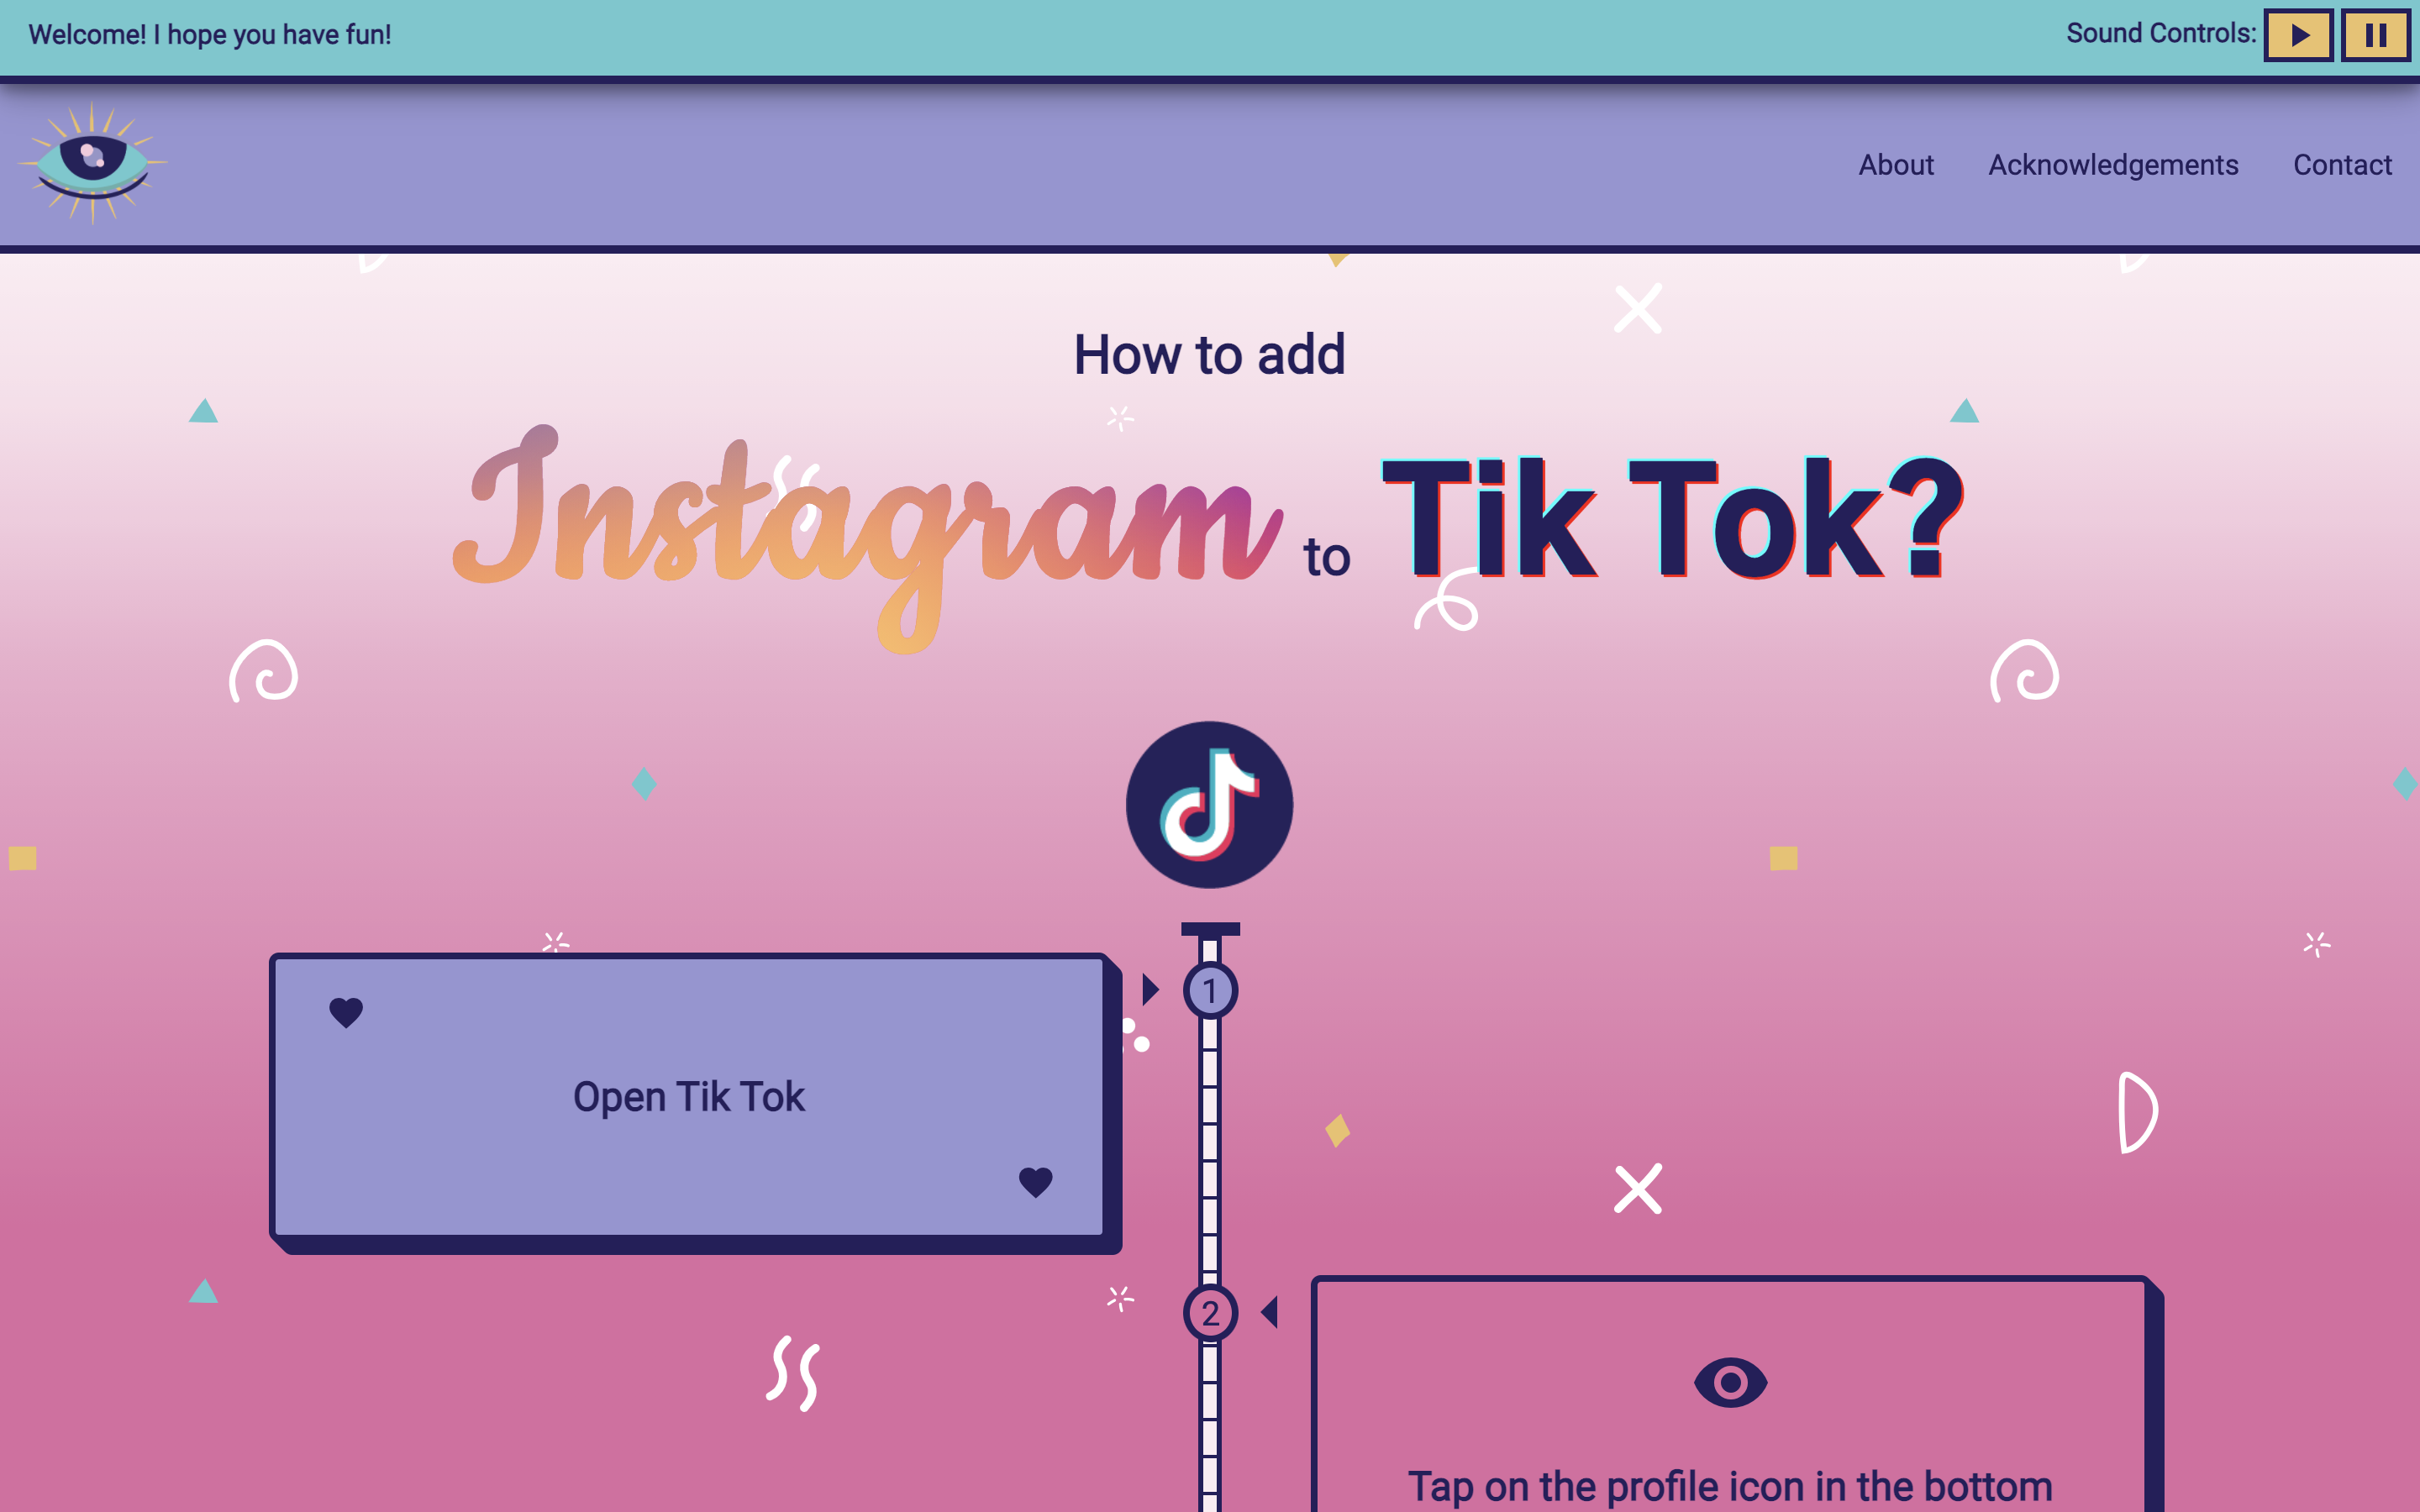 Welcome! I hope you have fun!
Sound Controls:
About Acknowledgements Contact
How to add
Instagram to Tik Tok?
1
Open Tik Tok
2
Tap on the profile icon in the bottom